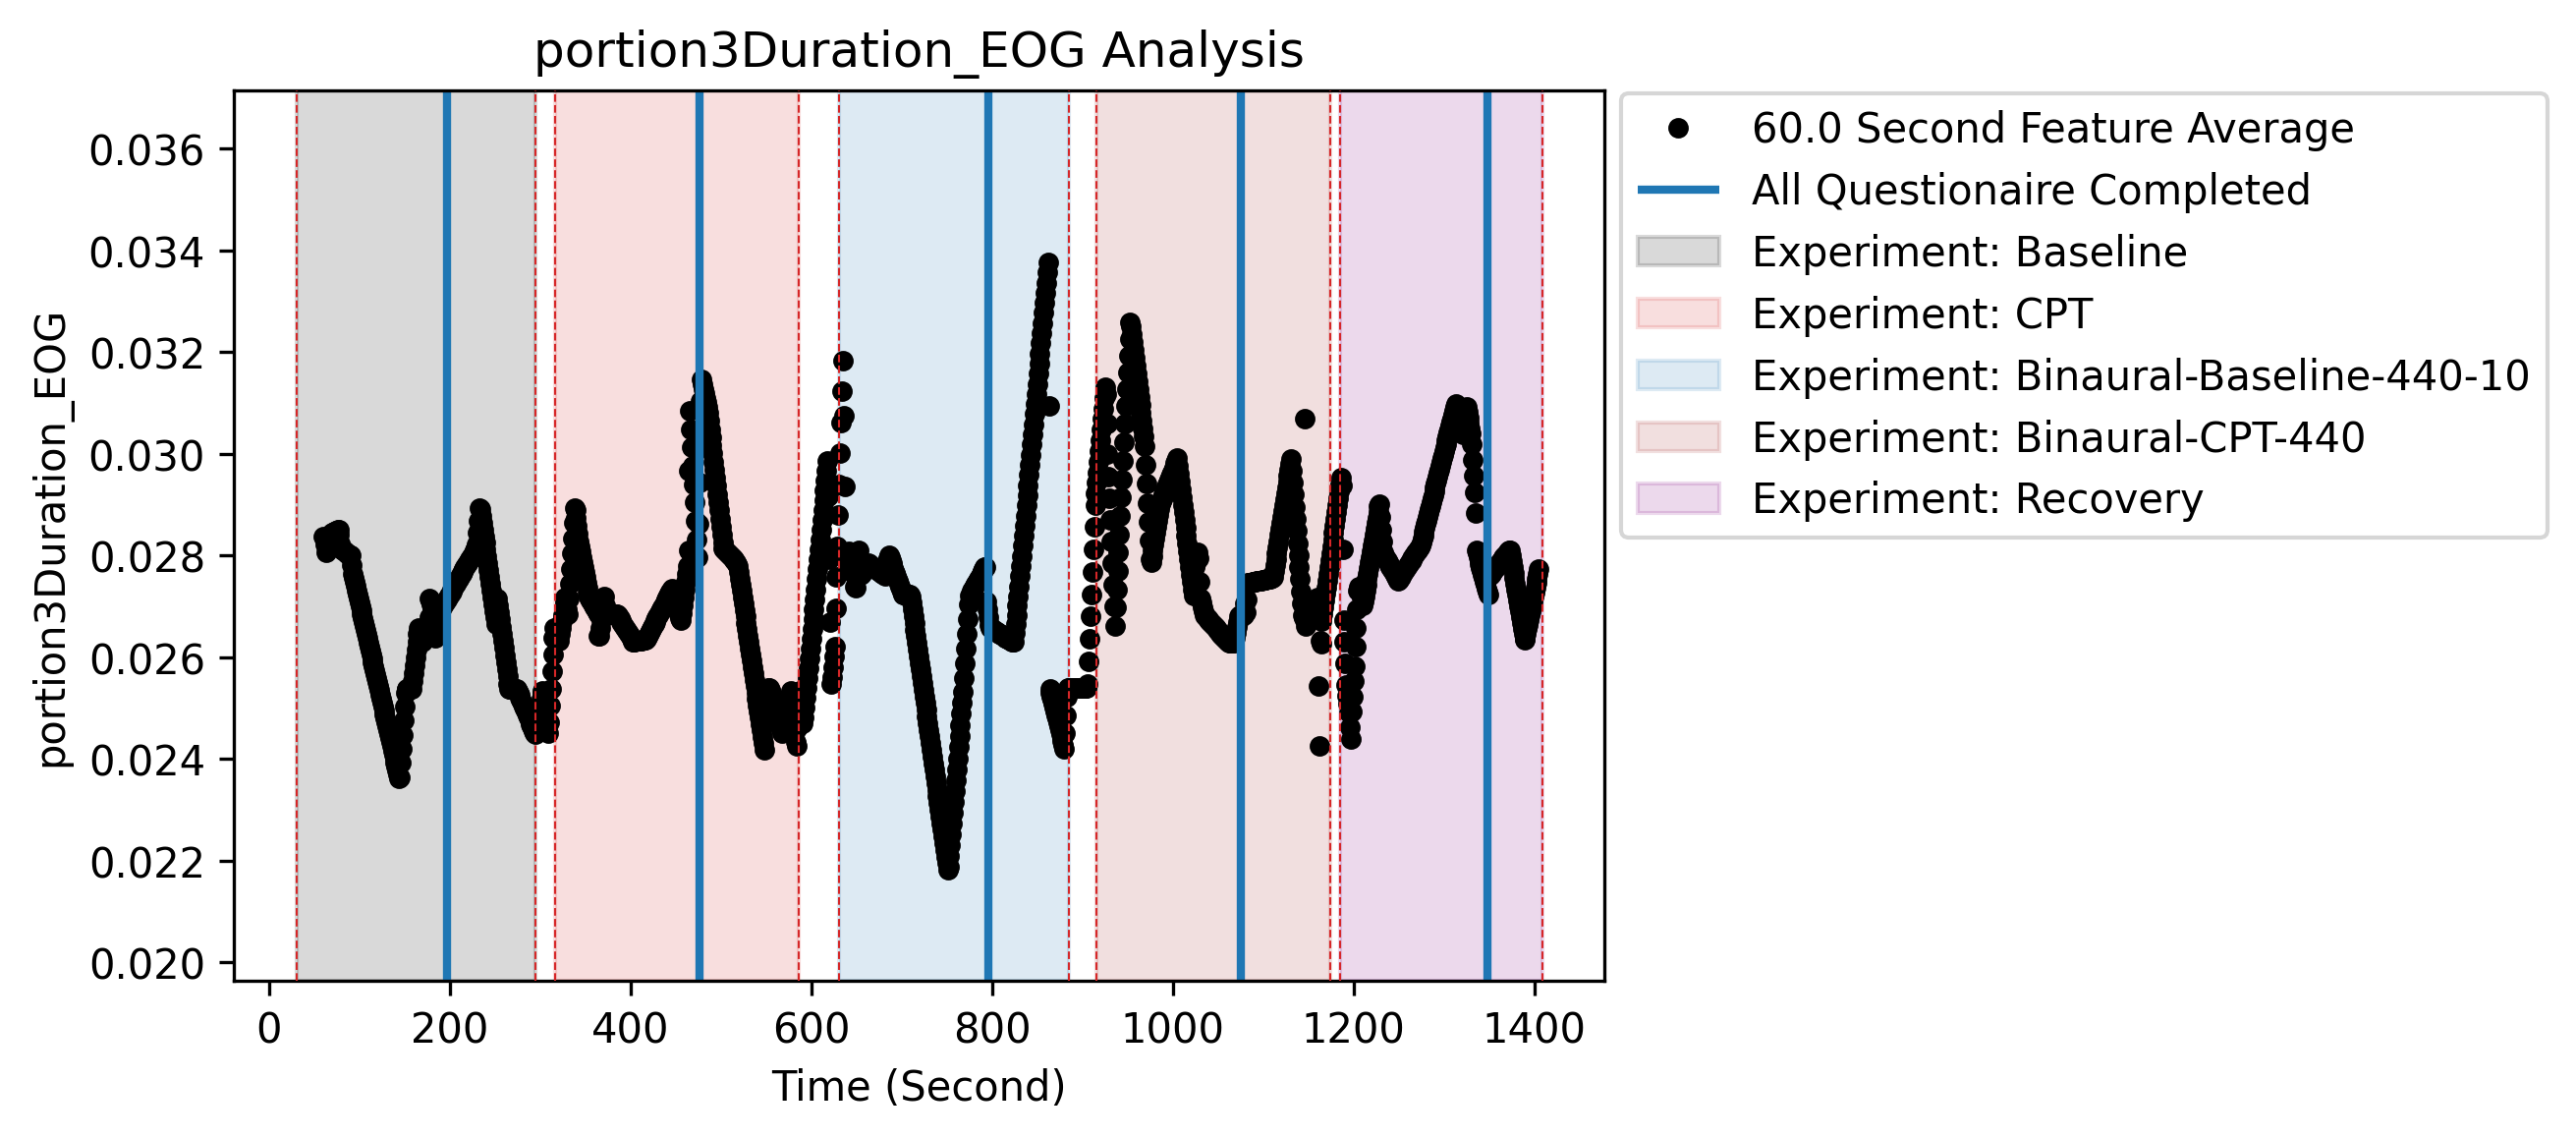 portion3Duration_EOG Analysis
portion3Duration_EOG
0.036
0.034
0.032
0.030
0.028
0.026
0.024
0.022
0.020
0
200
400
600
800
1000
1200
1400
Time (Second)
60.0 Second Feature Average
All Questionaire Completed
Experiment: Baseline
Experiment: CPT
Experiment: Binaural-Baseline-440-10
Experiment: Binaural-CPT-440
Experiment: Recovery